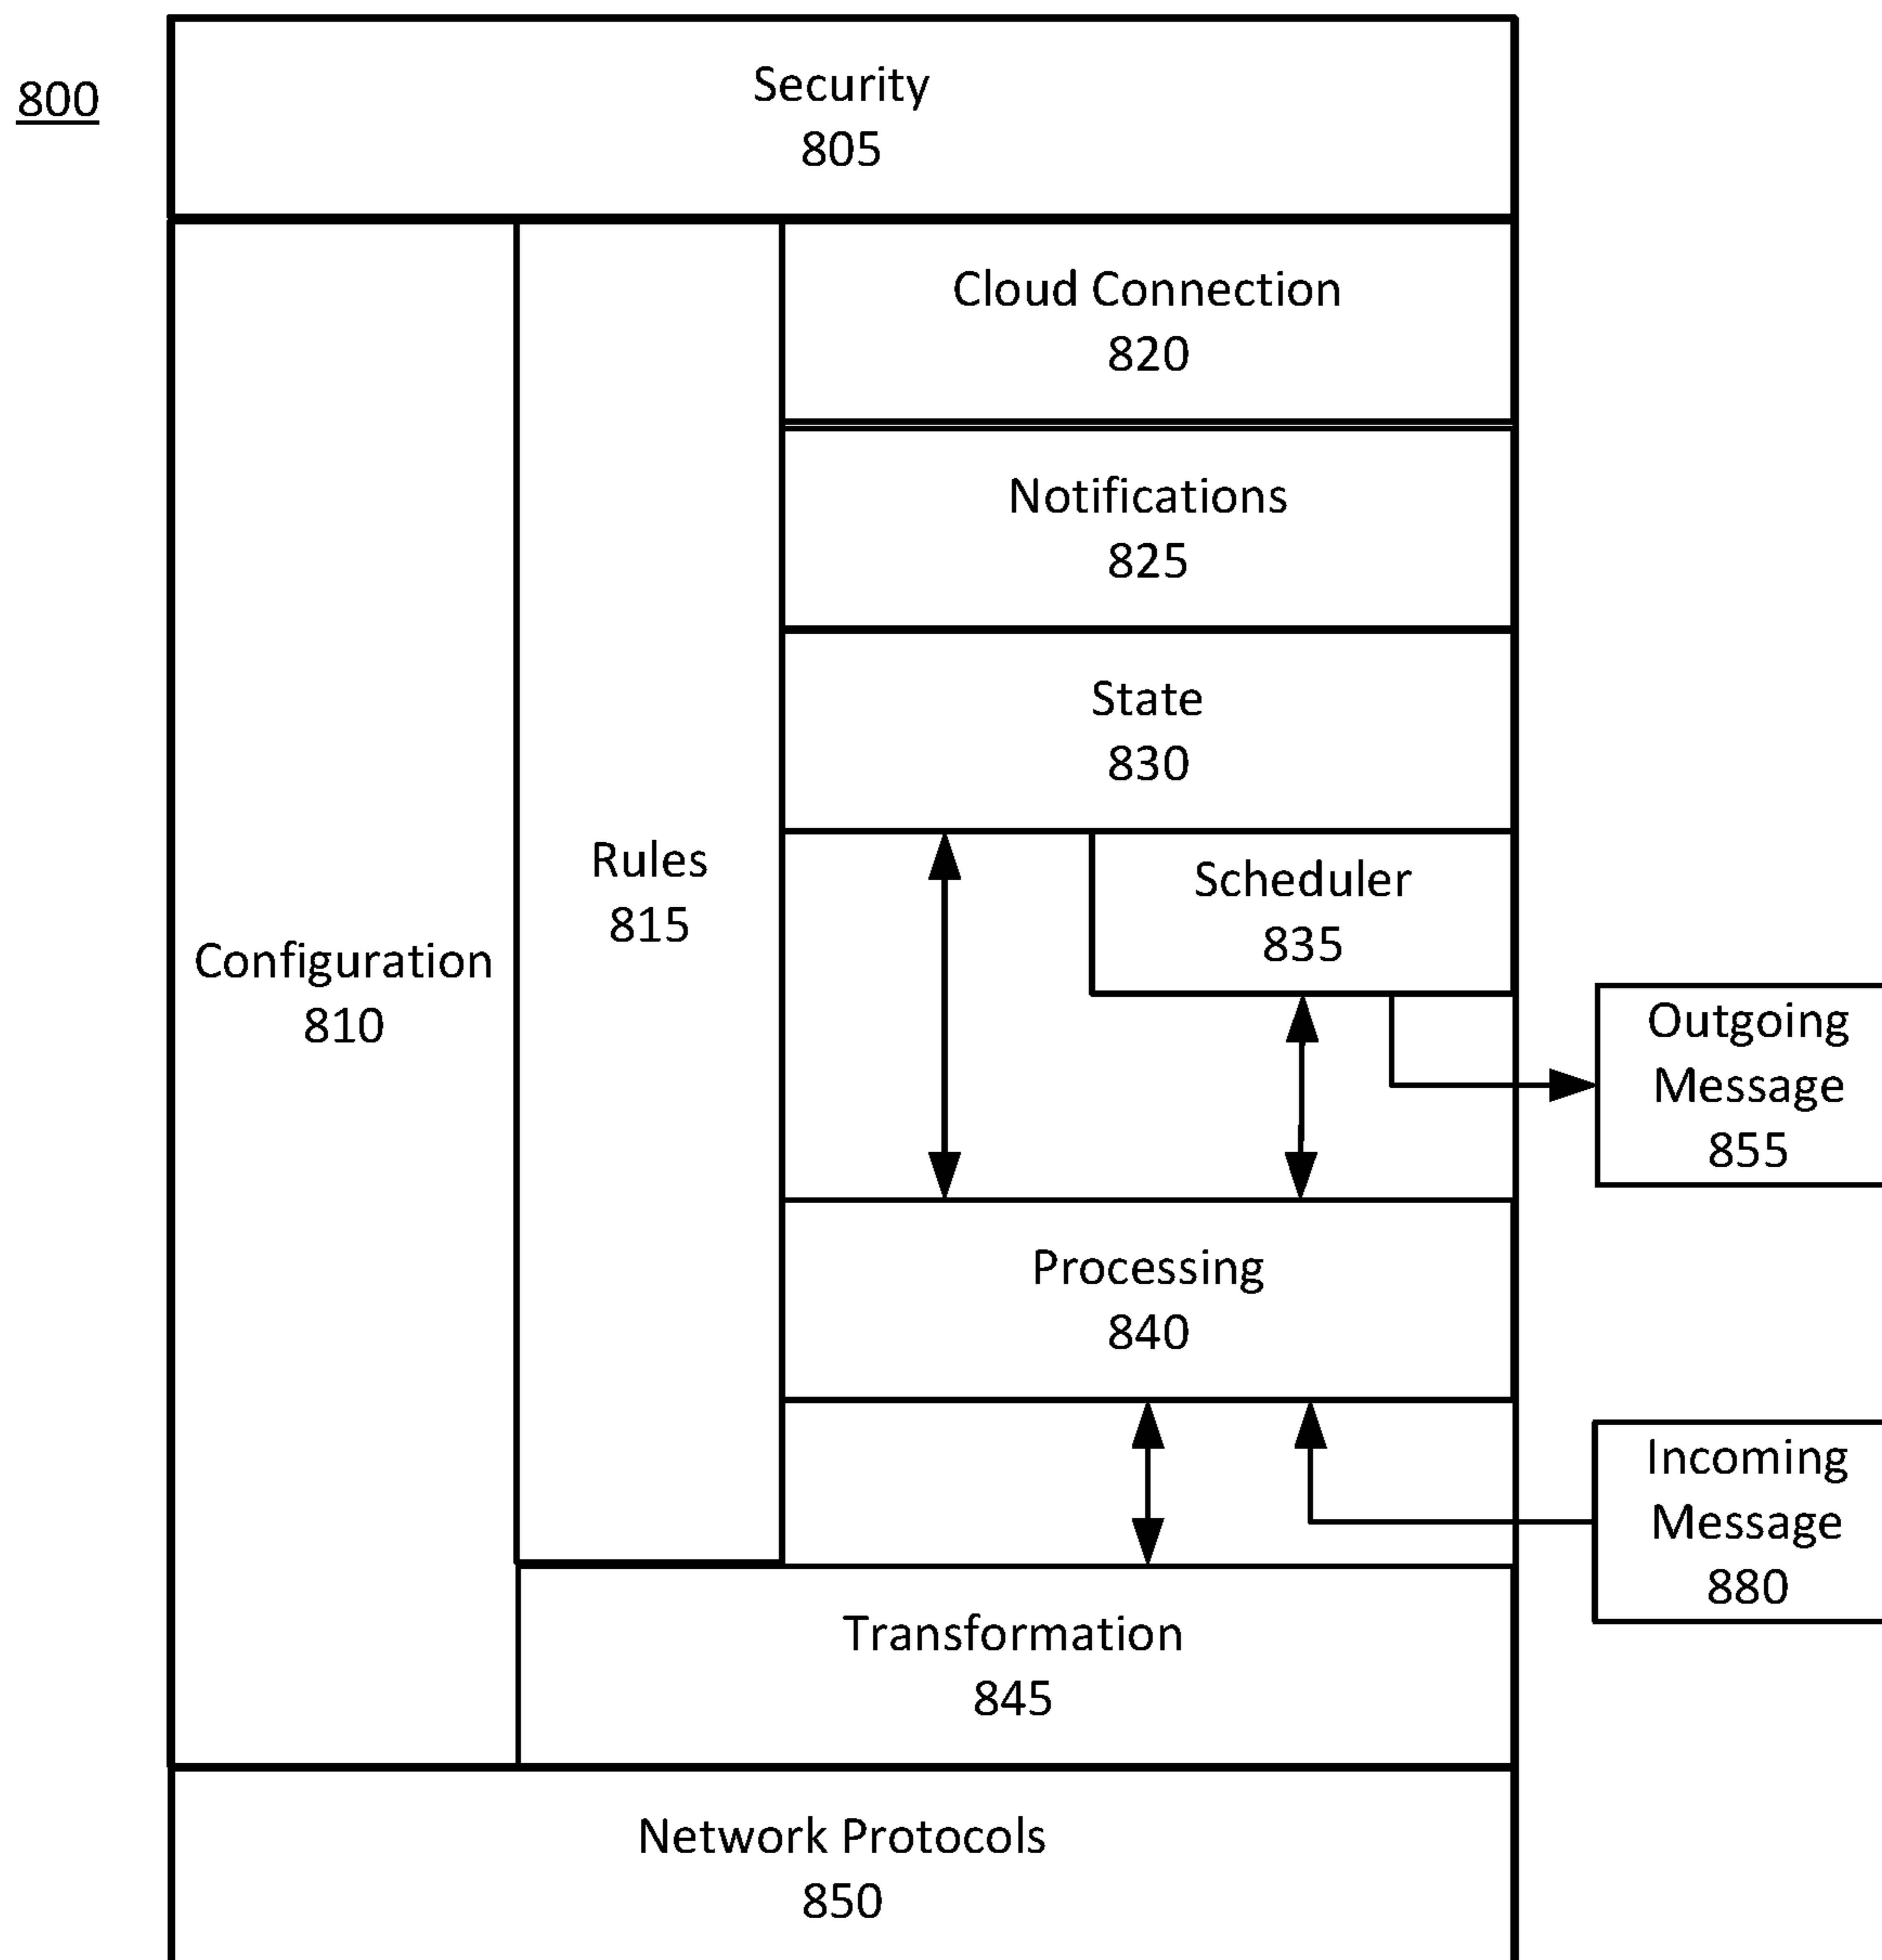 800
Security
805
Cloud Connection
820
Notifications
825
State
830
Rules
815
Scheduler
835
Configuration
810
Outgoing
Message
855
Processing
840
Incoming
Message
880
Transformation
845
Network Protocols
850